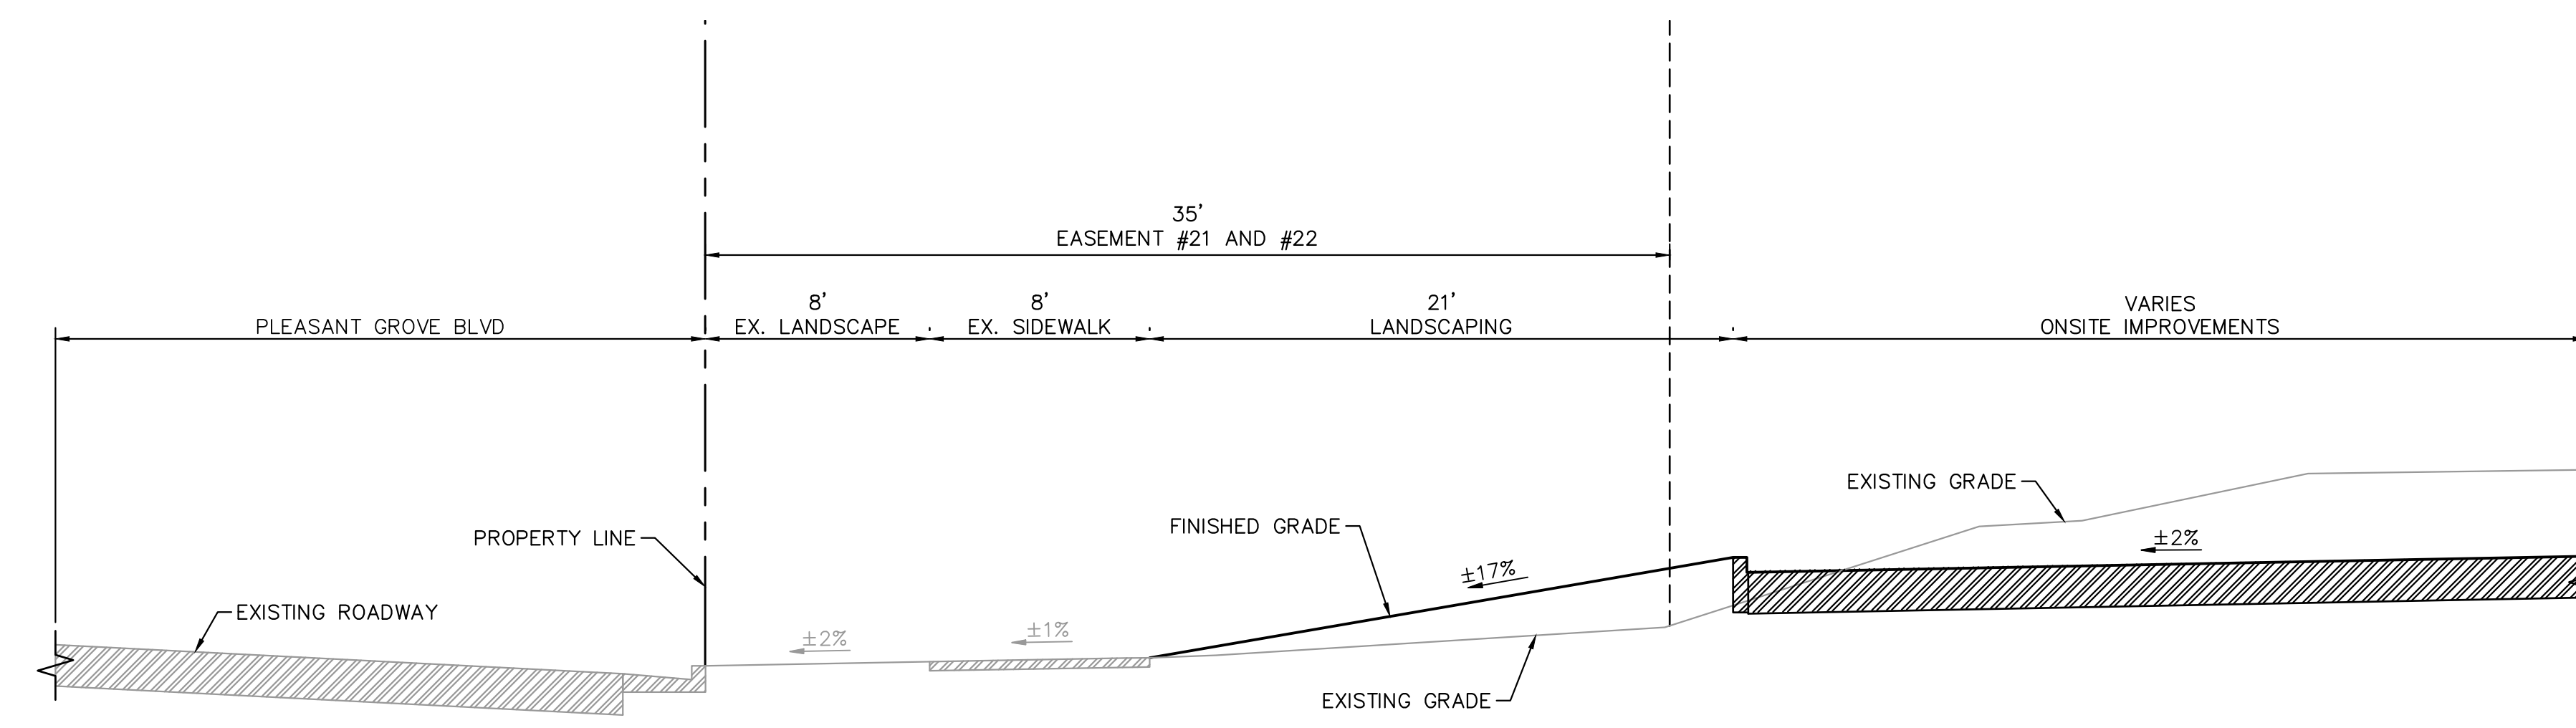 35'
EASEMENT #21 AND #22
PLEASANT GROVE BLVD
8'
EX. LANDSCAPE
8'
EX. SIDEWALK
21'
LANDSCAPING
VARIES
ONSITE IMPROVEMENTS
EXISTING GRADE
FINISHED GRADE
PROPERTY LINE
±2%
±17%
EXISTING ROADWAY
±2%
±1%
EXISTING GRADE